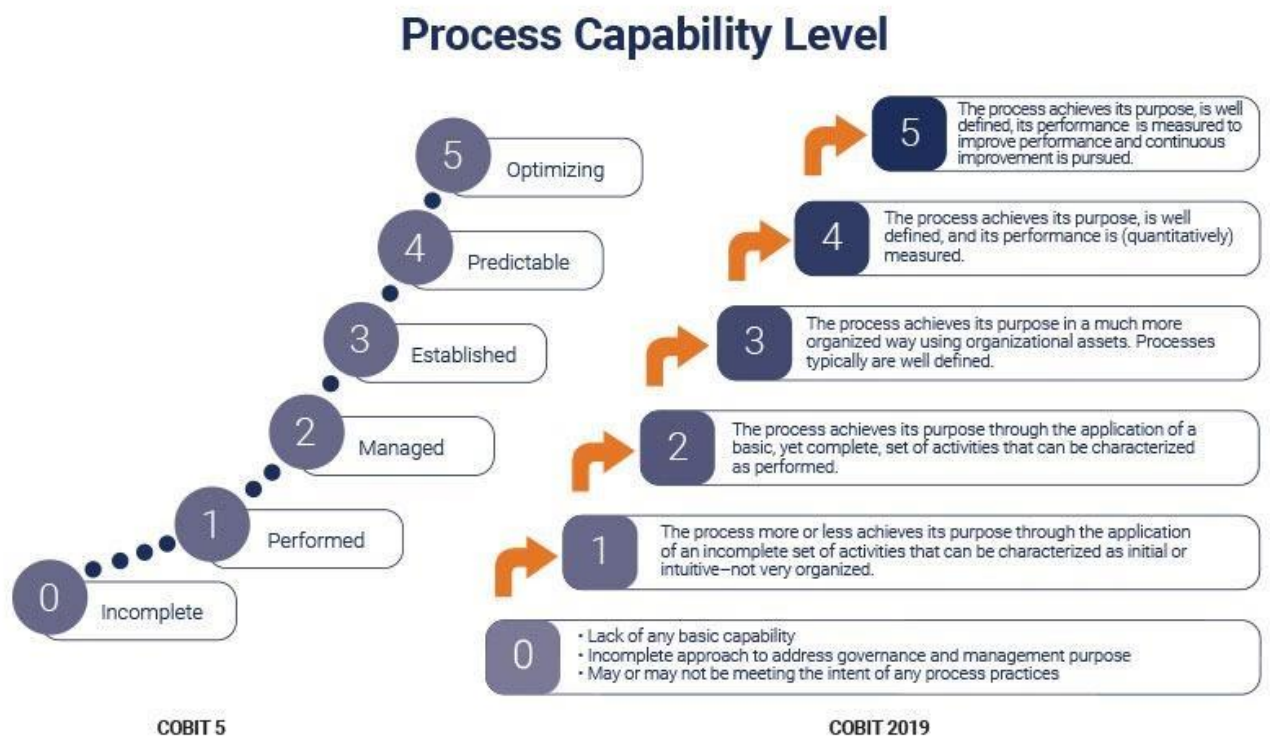 Process Capability Level
5
Optimizing
4
Predictable
3
Established
2
Managed
1
Performed
0
Incomplete
COBIT 5
5
The process achieves its purpose, is well
defined, its performance is measured to
improve performance and continuous
improvement is pursued.
4
The process achieves its purpose, is well
defined, and its performance is (quantitatively)
measured.
3
The process achieves its purpose in a much more
organized way using organizational assets. Processes
typically are well defined.
2
The process achieves its purpose through the application of a
basic, yet complete, set of activities that can be characterized
as performed.
1
The process more or less achieves its purpose through the application
of an incomplete set of activities that can be characterized as initial or
intuitive–not very organized.
0
• Lack of any basic capability
• Incomplete approach to address governance and management purpose
• May or may not be meeting the intent of any process practices
COBIT 2019